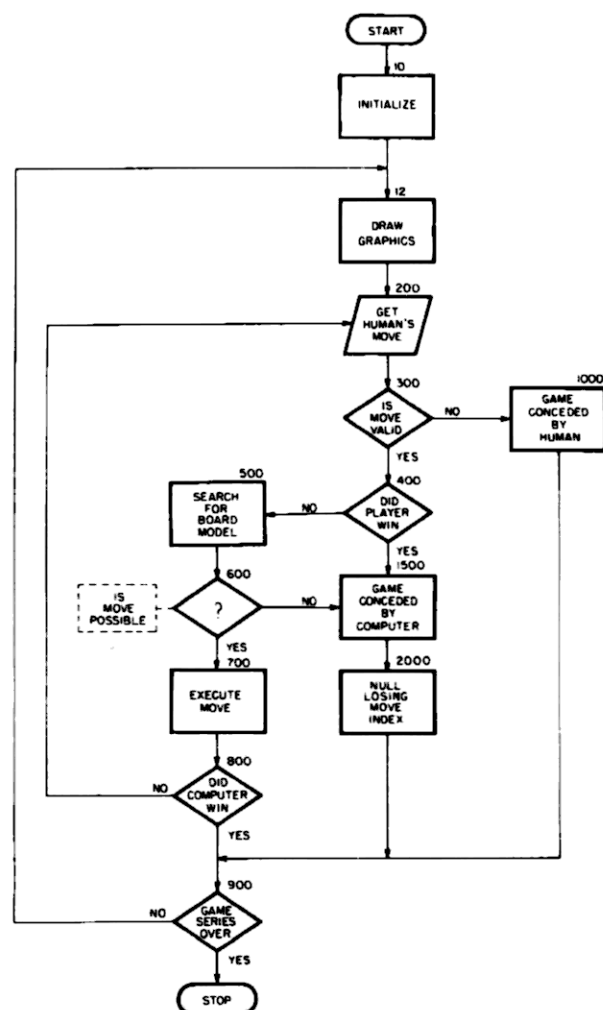 START
10
INITIALIZE
12
DRAW
GRAPHICS
200
GET
HUMAN'S
MOVE
300
IS
MOVE
VALID
NO
1000
GAME
CONCEDED
BY
HUMAN
YES
400
DID
PLAYER
WIN
NO
500
SEARCH
FOR
BOARD
MODEL
YES
1500
GAME
CONCEDED
BY
COMPUTER
600
?
IS
MOVE
POSSIBLE
NO
YES
700
EXECUTE
MOVE
2000
NULL
LOSING
MOVE
INDEX
800
DID
COMPUTER
WIN
NO
YES
900
GAME
SERIES
OVER
NO
YES
STOP